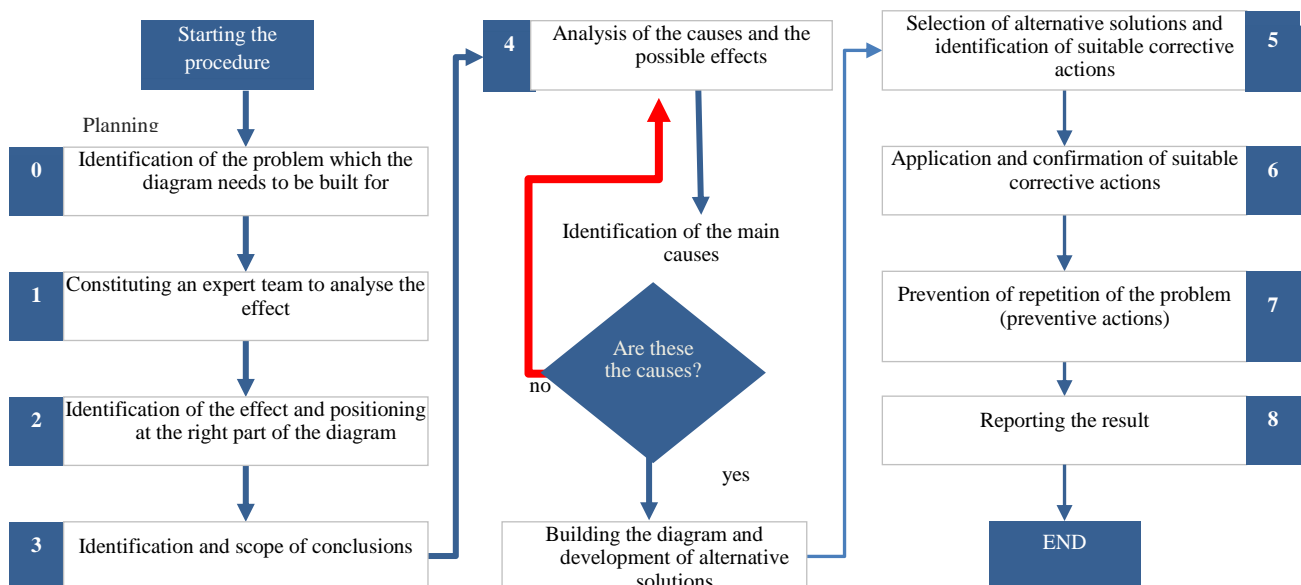 Starting the
procedure
Planning
0
Identification of the problem which the
diagram needs to be built for
1
Constituting an expert team to analyse the
effect
2
Identification of the effect and positioning
at the right part of the diagram
3
Identification and scope of conclusions
4
Analysis of the causes and the
possible effects
Identification of the main
causes
Are these
the causes?
no
yes
Building the diagram and
development of alternative
solutions
Selection of alternative solutions and
identification of suitable corrective
actions
5
Application and confirmation of suitable
corrective actions
6
Prevention of repetition of the problem
(preventive actions)
7
Reporting the result
8
END